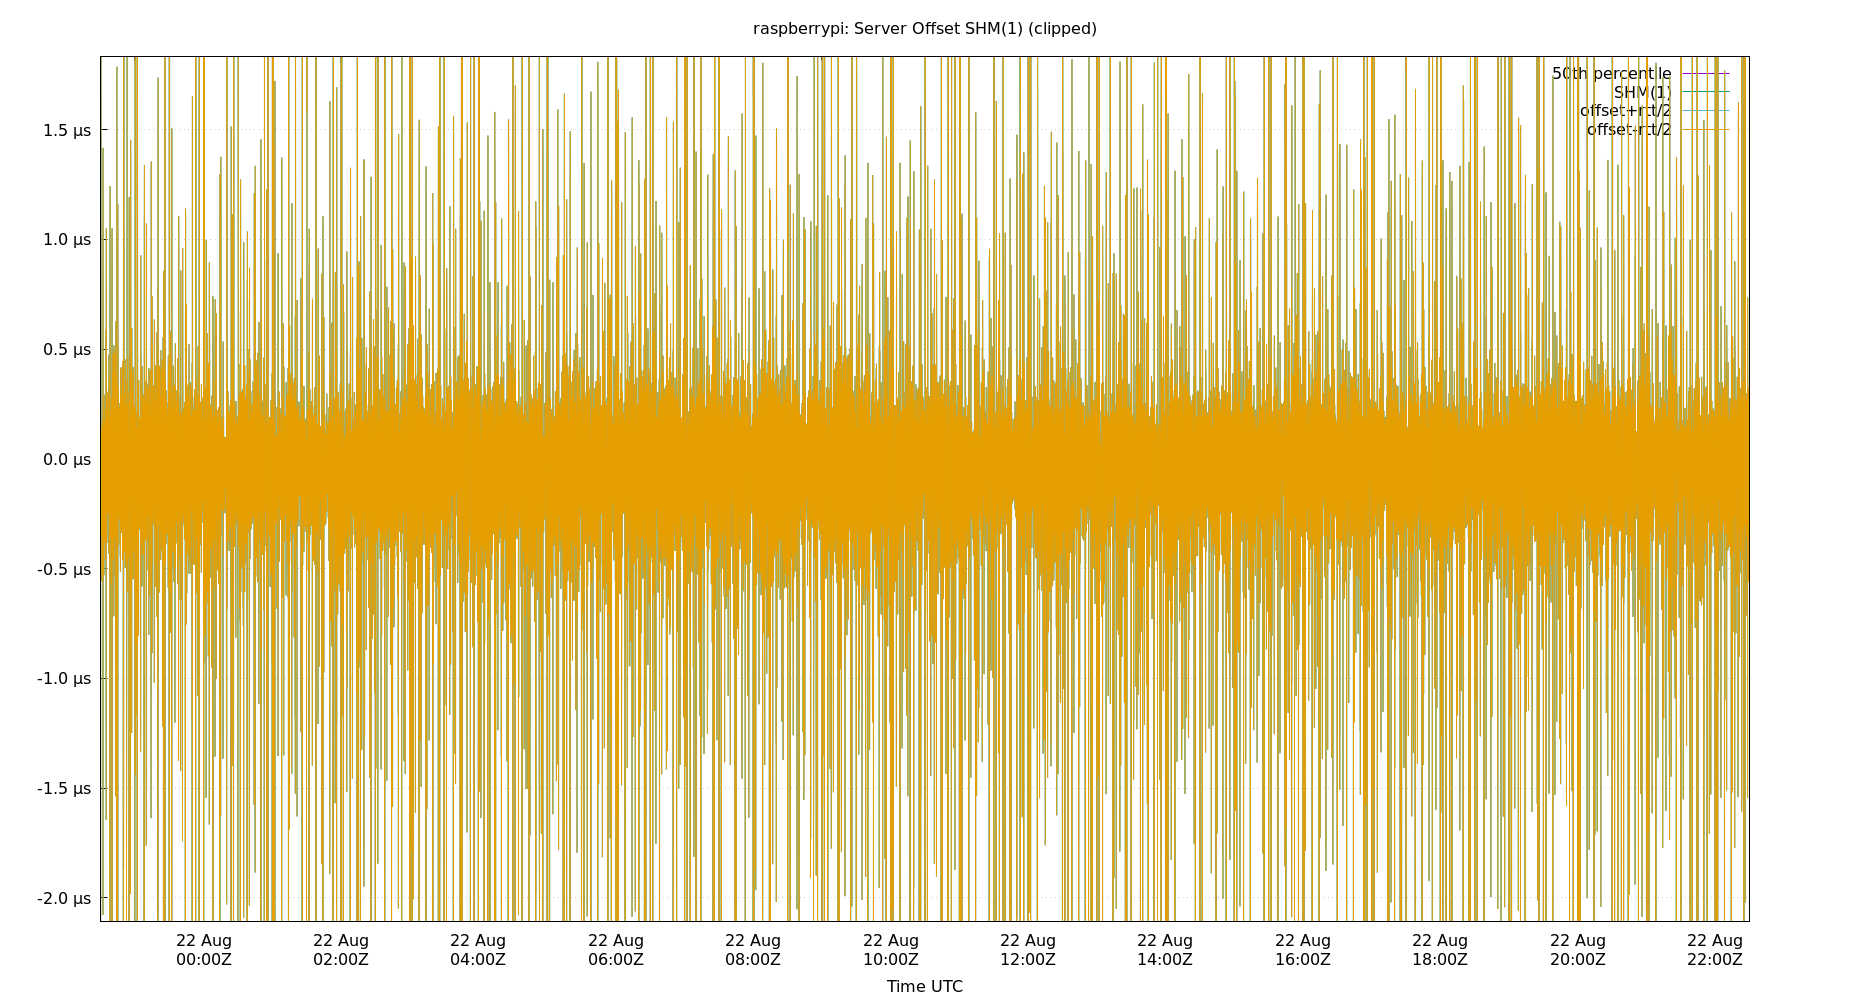 raspberrypi: Server Offset SHM(1) (clipped)
50th percentile
SHM(1)
offset+rtt/2
offset-rtt/2
1.5 µs
1.0 µs
0.5 µs
0.0 µs
-0.5 µs
-1.0 µs
-1.5 µs
-2.0 µs
22 Aug 22 Aug 22 Aug 22 Aug 22 Aug 22 Aug 22 Aug 22 Aug 22 Aug 22 Aug 22 Aug 22 Aug
00:00Z 02:00Z 04:00Z 06:00Z 08:00Z 10:00Z 12:00Z 14:00Z 16:00Z 18:00Z 20:00Z 22:00Z
Time UTC